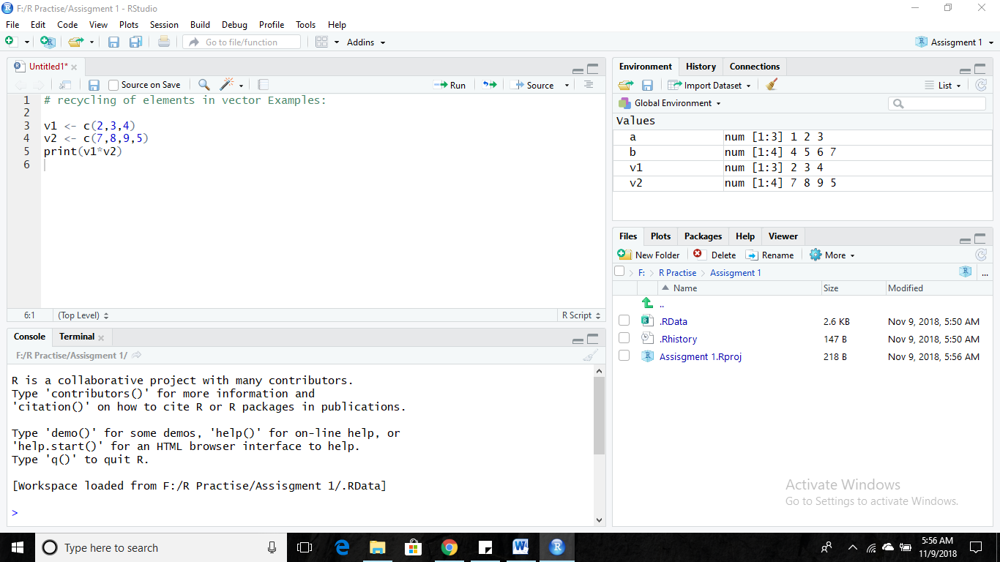 F:/R Practise/Assisgment 1 - RStudio
File Edit Code View Plots Session Build Debug Profile Tools Help
Go to file/function Addins Assisgment 1
Untitled1*
Source on Save Run Source
1 # recycling of elements in vector Examples:
2
3 v1 <- c(2,3,4)
4 v2 <- c(7,8,9,5)
5 print(v1*v2)
6
6:1 (Top Level) R Script
Console Terminal
F:/R Practise/Assisgment 1/
R is a collaborative project with many contributors.
Type 'contributors()' for more information and
'citation()' on how to cite R or R packages in publications.
Type 'demo()' for some demos, 'help()' for on-line help, or
'help.start()' for an HTML browser interface to help.
Type 'q()' to quit R.
[Workspace loaded from F:/R Practise/Assisgment 1/.RData]
>
Environment History Connections
Import Dataset List
Global Environment
Values
a num [1:3] 1 2 3
b num [1:4] 4 5 6 7
v1 num [1:3] 2 3 4
v2 num [1:4] 7 8 9 5
Files Plots Packages Help Viewer
New Folder Delete Rename More
F: R Practise Assisgment 1 ...
Name Size Modified
..
.RData 2.6 KB Nov 9, 2018, 5:50 AM
.Rhistory 147 B Nov 9, 2018, 5:50 AM
Assisgment 1.Rproj 218 B Nov 9, 2018, 5:56 AM
Activate Windows
Go to Settings to activate Windows.
Type here to search
5:56 AM
11/9/2018